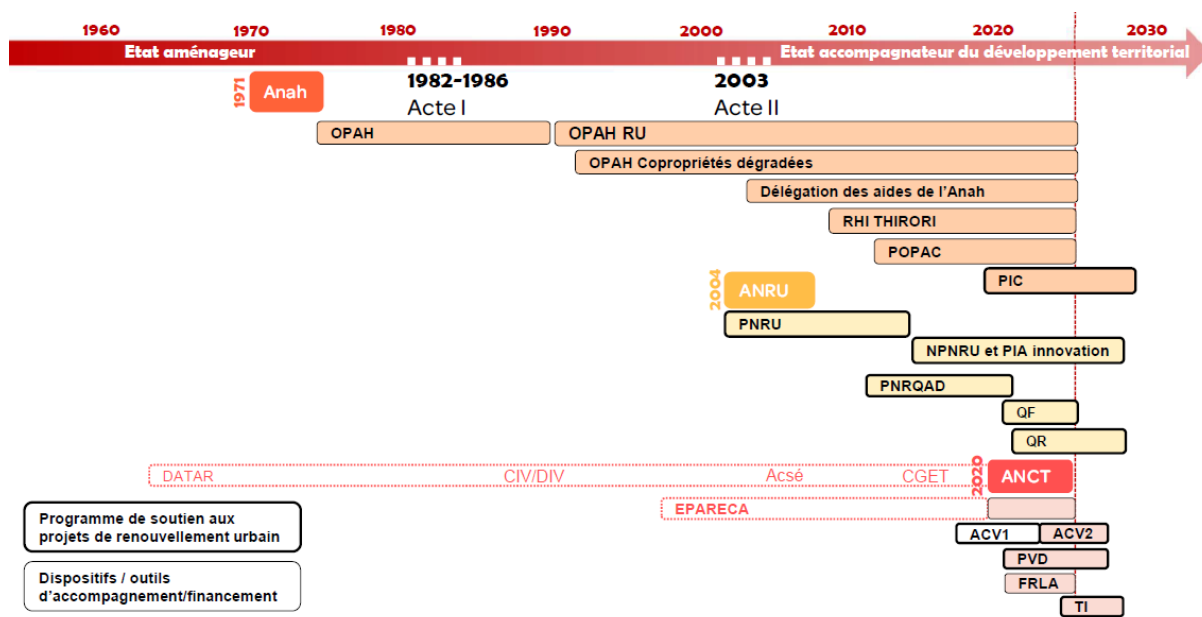 1960 1970 1980 1990 2000 2010 2020 2030
Etat aménageur Etat accompagnateur du développement territorial
1971 Anah
1982-1986
Acte I
2003
Acte II
OPAH OPAH RU
OPAH Copropriétés dégradées
Délégation des aides de l'Anah
RHI THIRORI
POPAC
PIC
2004 ANRU
PNRU
NPNRU et PIA innovation
PNRQAD
QF
QR
DATAR CIV/DIV Acsé CGET 2020 ANCT
EPARECA
Programme de soutien aux
projets de renouvellement urbain
ACV1 ACV2
PVD
Dispositifs / outils
d'accompagnement/financement
FRLA
TI